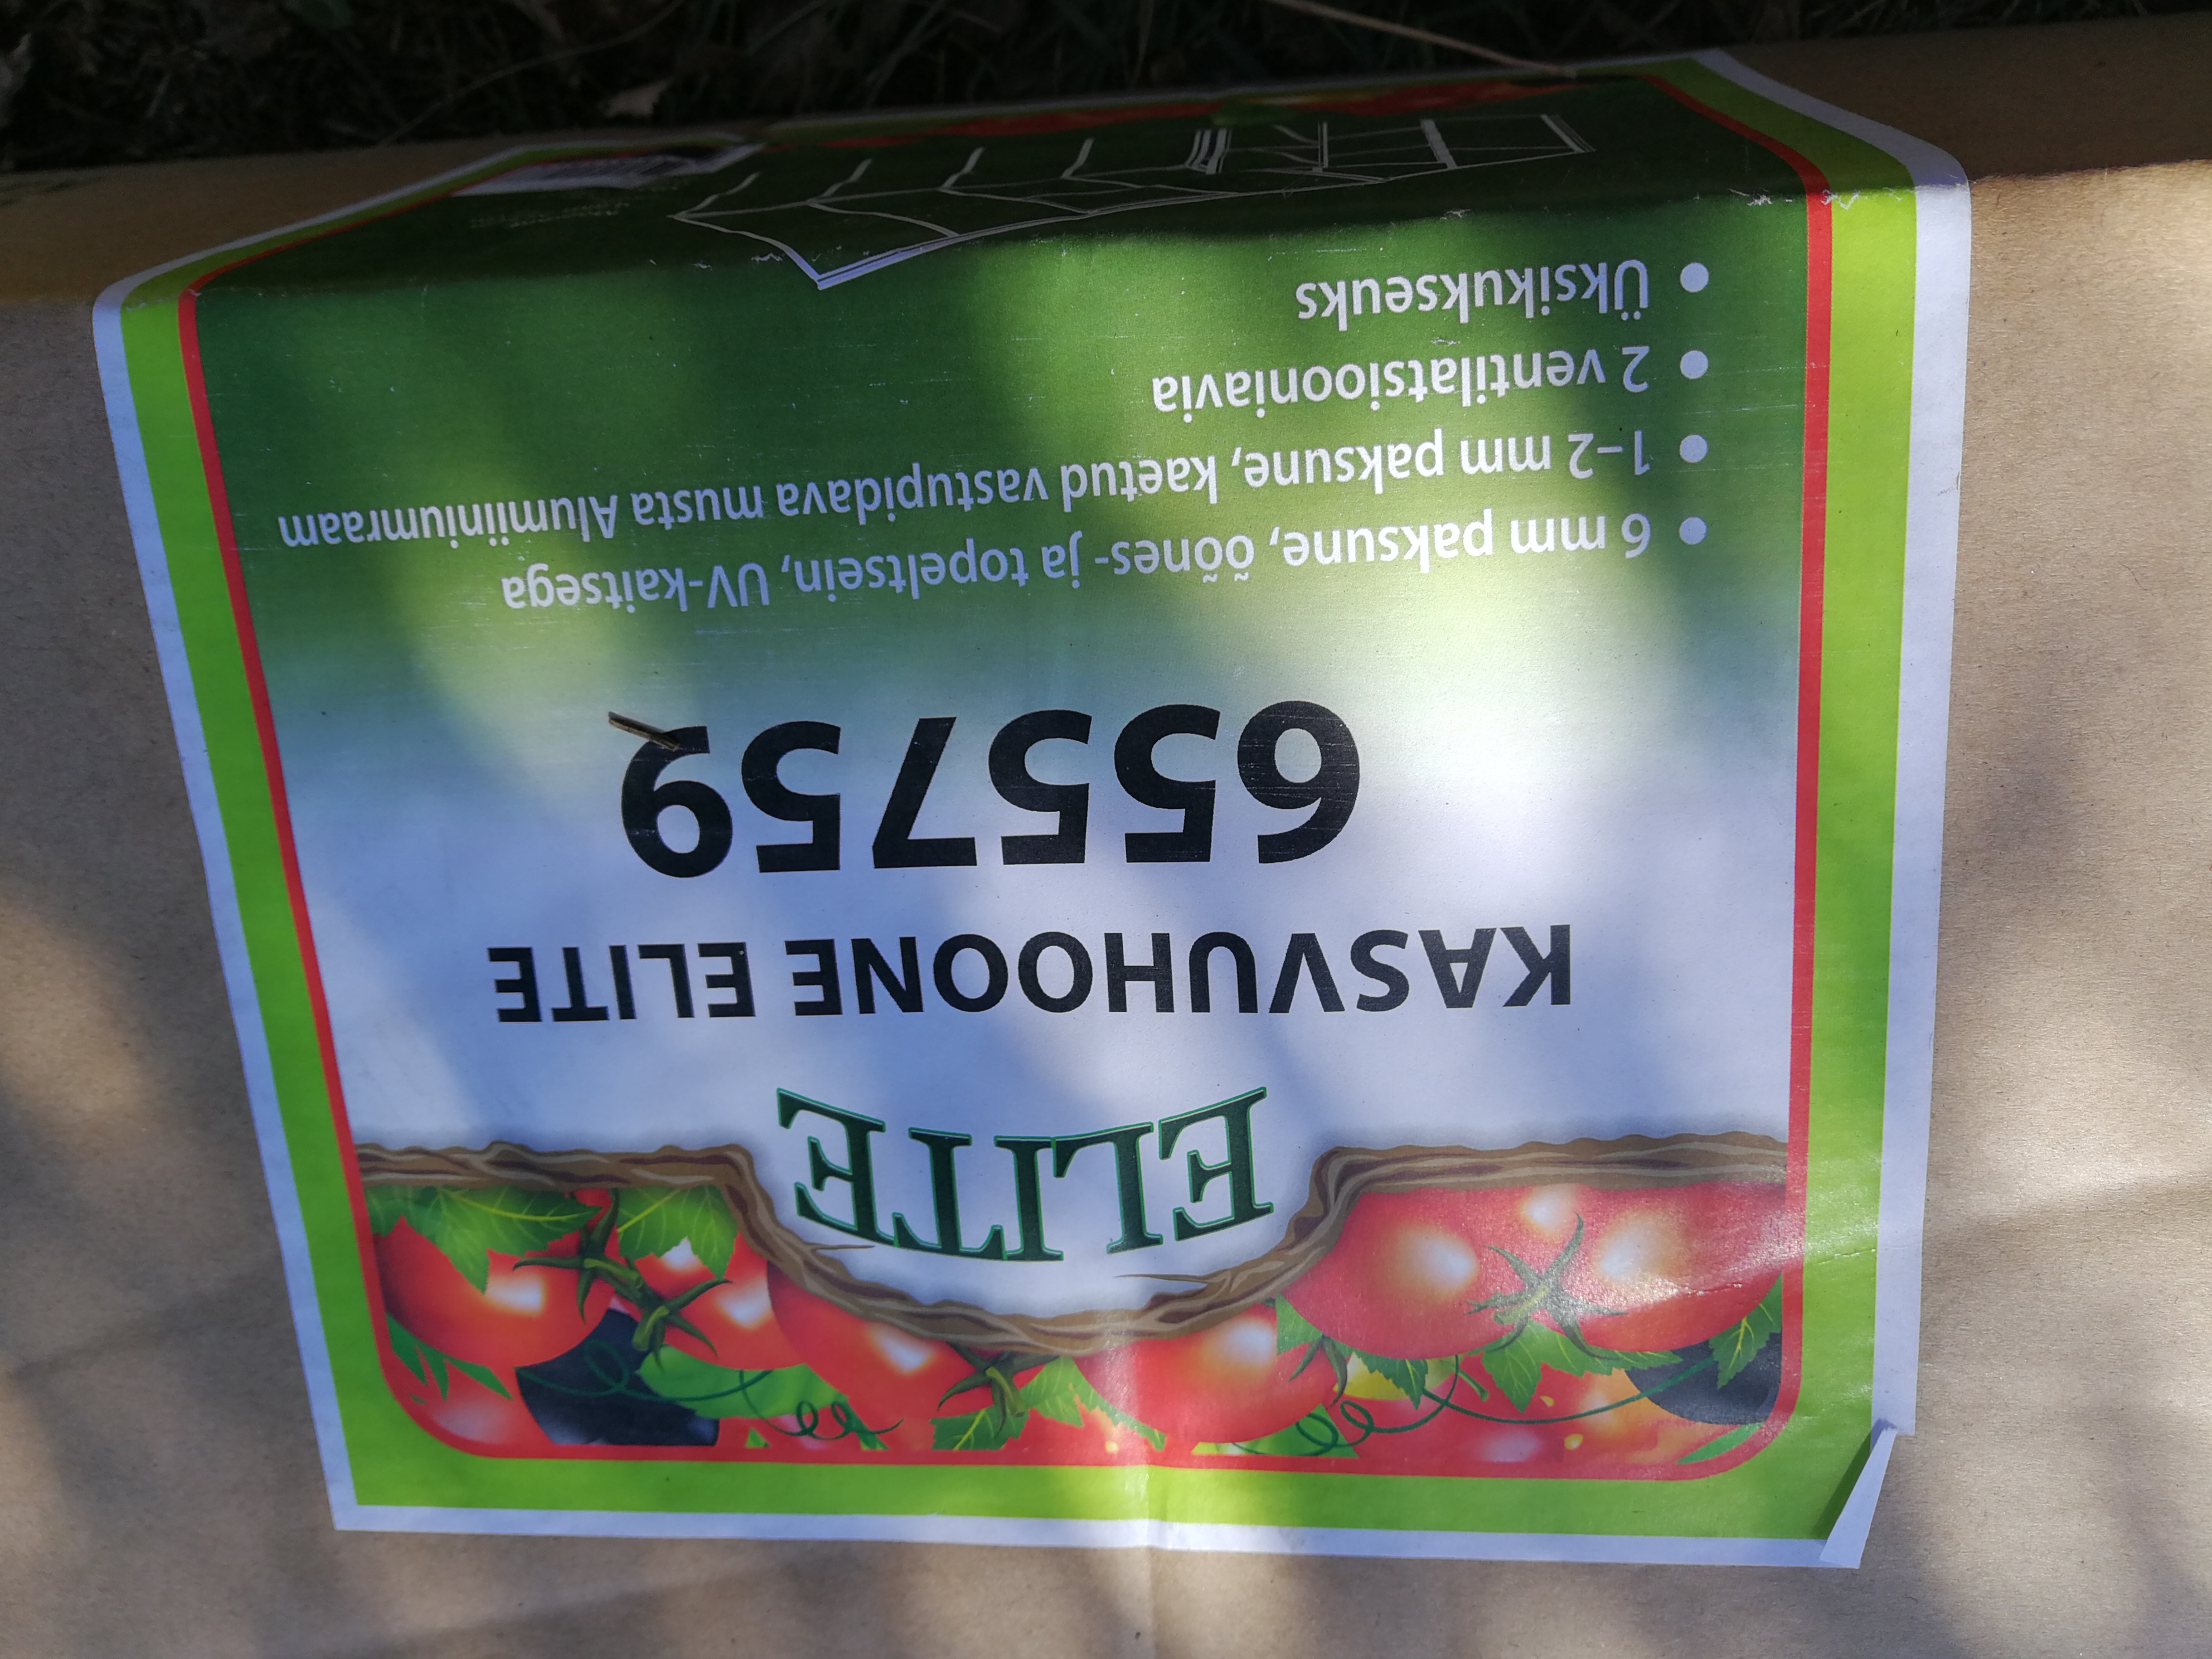 ELITE
KASVUHOONE ELITE
655759
• 6 mm paksune, õõnes- ja topeltsein, UV-kaitsega
• 1-2 mm paksune, kaetud vastupidava musta Alumiiniumraam
• 2 ventilatsiooniavia
• Üksikukseuks